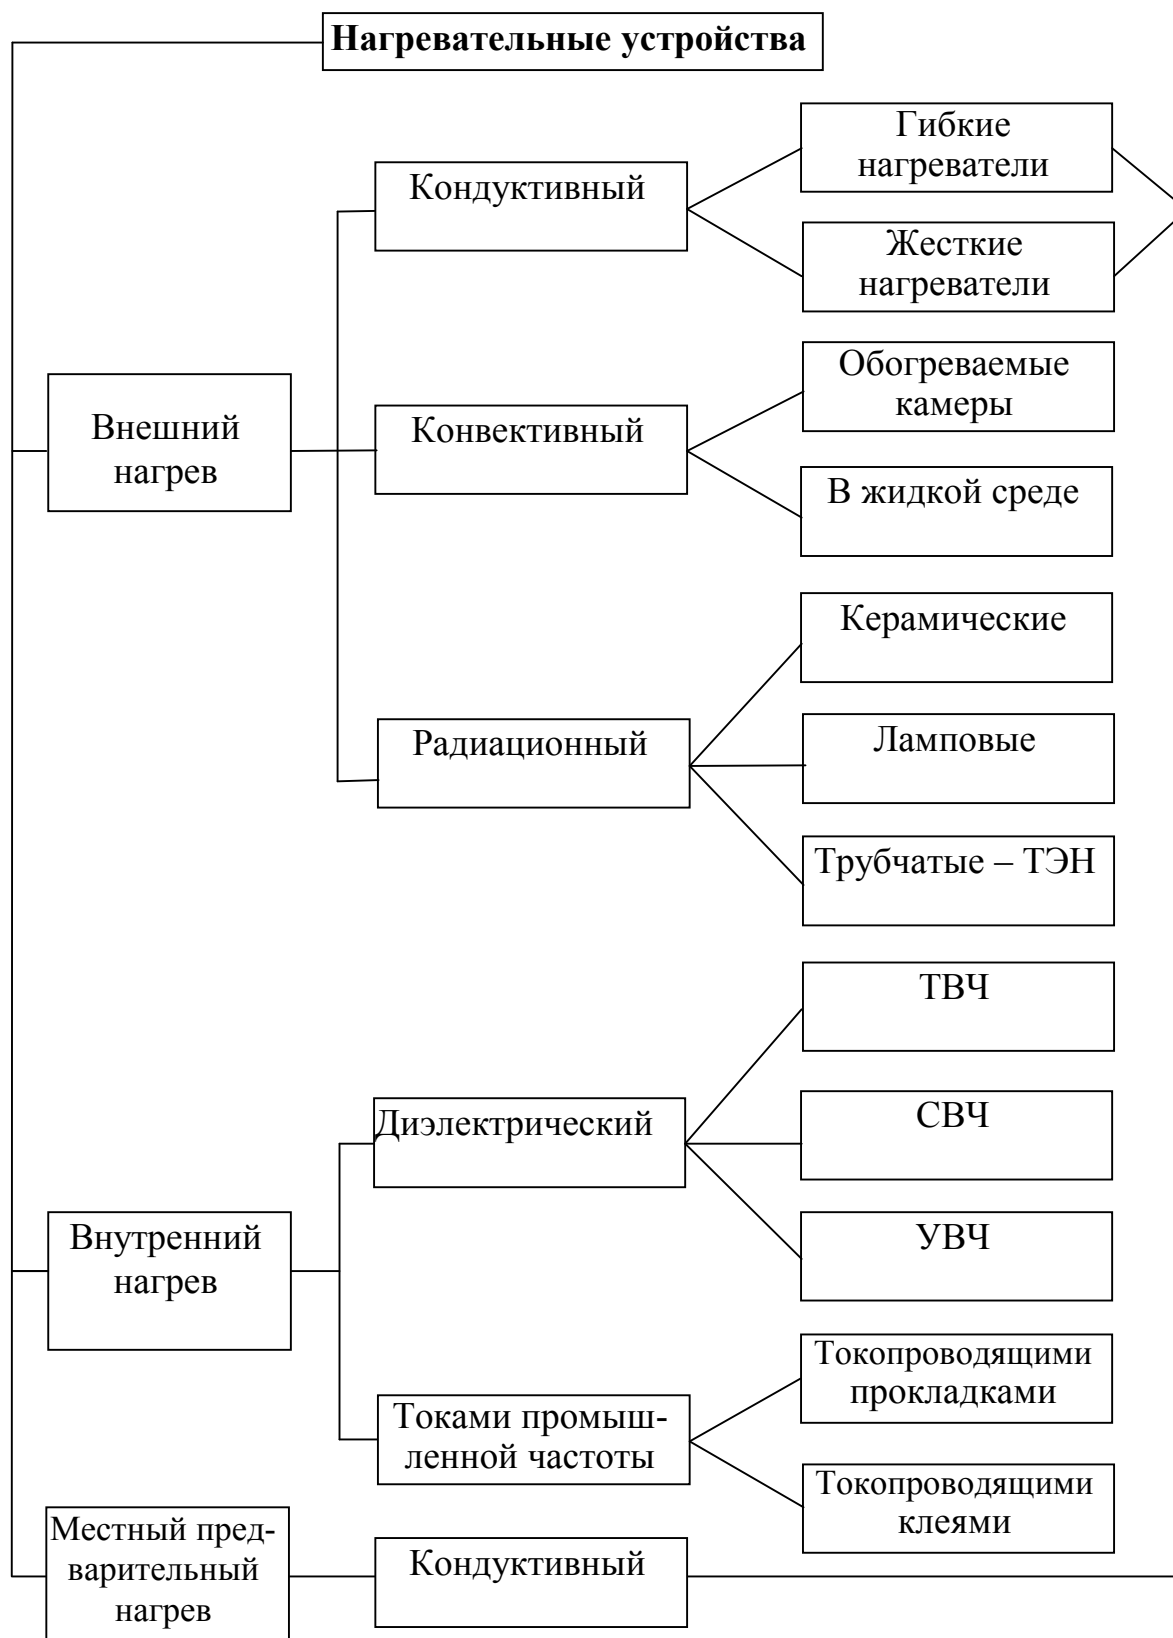 Нагревательные устройства
Гибкие
нагреватели
Кондуктивный
Жесткие
нагреватели
Обогреваемые
камеры
Внешний
нагрев
Конвективный
В жидкой среде
Керамические
Радиационный
Ламповые
Трубчатые – ТЭН
ТВЧ
Диэлектрический
СВЧ
Внутренний
нагрев
УВЧ
Токопроводящими
прокладками
Токами промыш-
ленной частоты
Токопроводящими
клеями
Местный пред-
варительный
нагрев
Кондуктивный